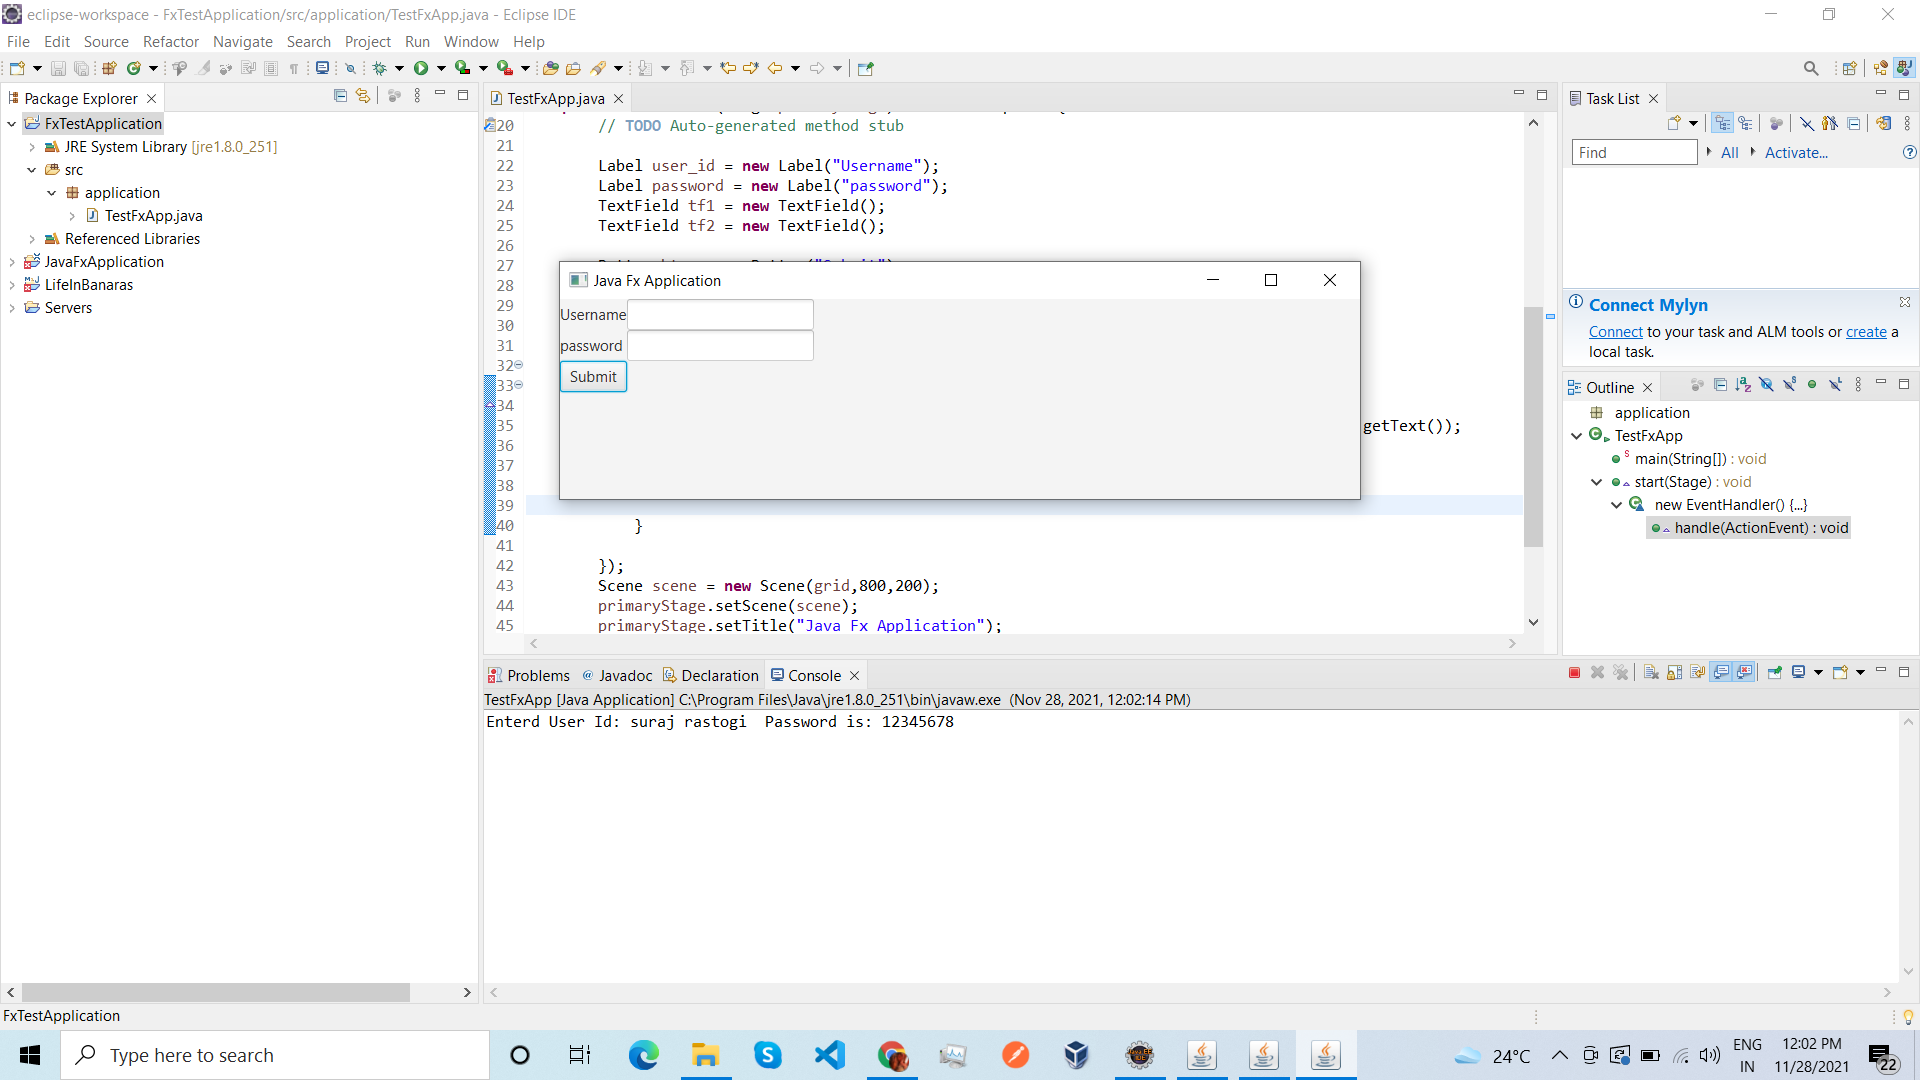 eclipse-workspace - FxTestApplication/src/application/TestFxApp.java - Eclipse IDE
File Edit Source Refactor Navigate Search Project Run Window Help
Package Explorer
FxTestApplication
JRE System Library [jre1.8.0_251]
src
application
TestFxApp.java
Referenced Libraries
JavaFxApplication
LifeInBanaras
Servers
TestFxApp.java
20 // TODO Auto-generated method stub
21
22 Label user_id = new Label("Username");
23 Label password = new Label("password");
24 TextField tf1 = new TextField();
25 TextField tf2 = new TextField();
26
27
28
29
30
31
32
33
34
35 getText());
36
37
38
39
40 }
41
42 });
43 Scene scene = new Scene(grid,800,200);
44 primaryStage.setScene(scene);
45 primaryStage.setTitle("Java Fx Application");
Java Fx Application
Username
password
Submit
Task List
Find All Activate...
Connect Mylyn
Connect to your task and ALM tools or create a
local task.
Outline
application
TestFxApp
main(String[]) : void
start(Stage) : void
new EventHandler() {...}
handle(ActionEvent) : void
Problems @ Javadoc Declaration Console
TestFxApp [Java Application] C:\Program Files\Java\jre1.8.0_251\bin\javaw.exe (Nov 28, 2021, 12:02:14 PM)
Enterd User Id: suraj rastogi  Password is: 12345678
FxTestApplication
Type here to search
24°C
ENG
IN
12:02 PM
11/28/2021
22